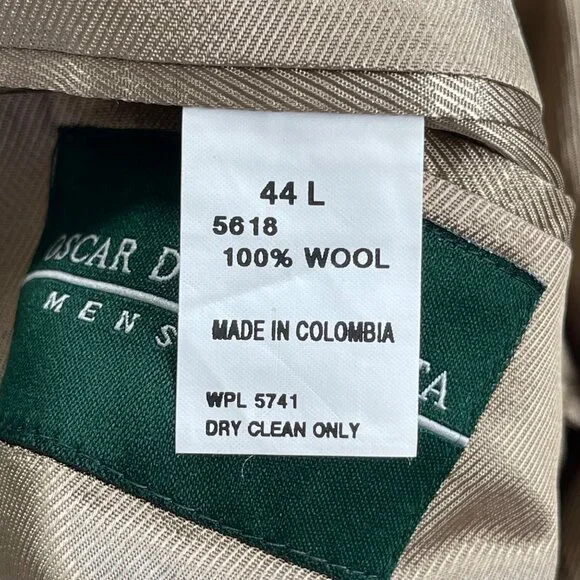 44 L
5618
100% WOOL
MADE IN COLOMBIA
WPL 5741
DRY CLEAN ONLY
OSCAR D
TA
MENS